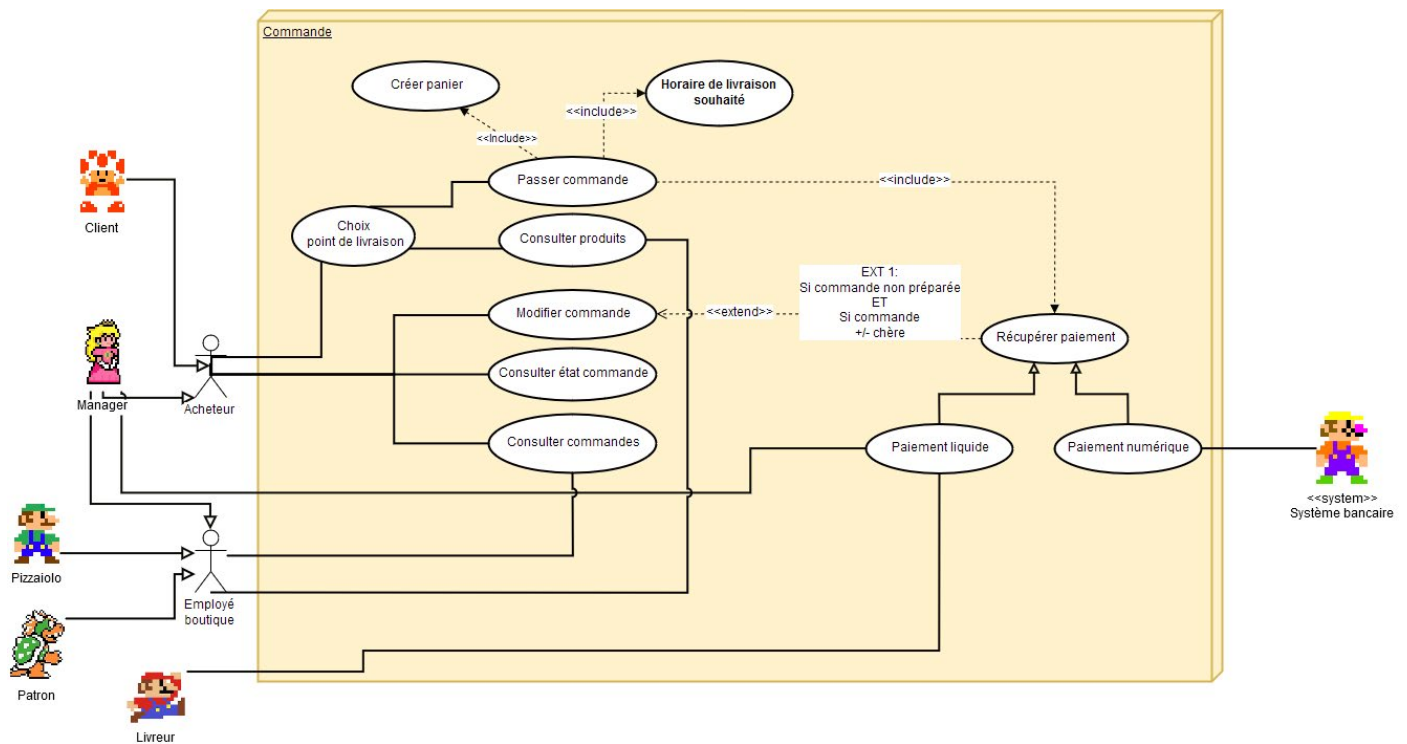 Commande
Créer panier
Horaire de livraison
souhaité
<<include>>
<<Include>>
Client
Passer commande
<<include>>
Choix
point de livraison
Consulter produits
EXT 1:
Si commande non préparée
ET
Si commande
+/- chère
Modifier commande
<<extend>>
Récupérer paiement
Consulter état commande
Manager
Acheteur
Consulter commandes
Paiement liquide
Paiement numérique
<<system>>
Système bancaire
Pizzaiolo
Employé
boutique
Patron
Livreur